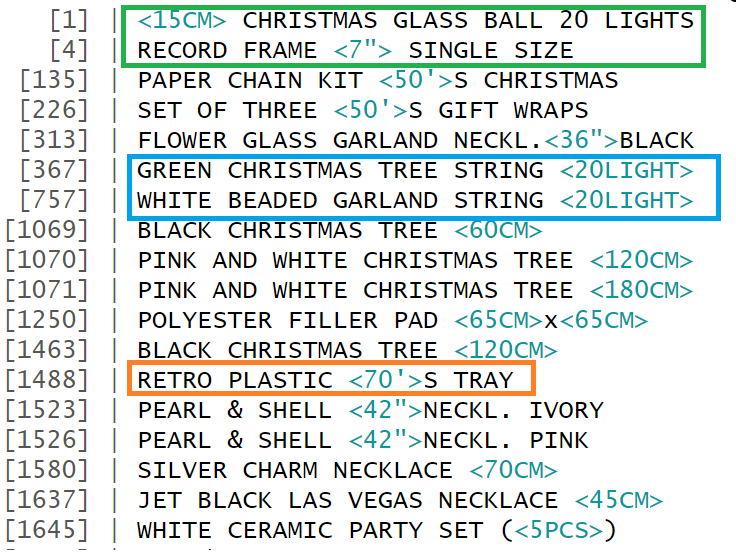 [1] | <15CM> CHRISTMAS GLASS BALL 20 LIGHTS
[4] | RECORD FRAME <7"> SINGLE SIZE
[135] | PAPER CHAIN KIT <50'>S CHRISTMAS
[226] | SET OF THREE <50'>S GIFT WRAPS
[313] | FLOWER GLASS GARLAND NECKL.<36">BLACK
[367] | GREEN CHRISTMAS TREE STRING <20LIGHT>
[757] | WHITE BEADED GARLAND STRING <20LIGHT>
[1069] | BLACK CHRISTMAS TREE <60CM>
[1070] | PINK AND WHITE CHRISTMAS TREE <120CM>
[1071] | PINK AND WHITE CHRISTMAS TREE <180CM>
[1250] | POLYESTER FILLER PAD <65CM>x<65CM>
[1463] | BLACK CHRISTMAS TREE <120CM>
[1488] | RETRO PLASTIC <70'>S TRAY
[1523] | PEARL & SHELL <42">NECKL. IVORY
[1526] | PEARL & SHELL <42">NECKL. PINK
[1580] | SILVER CHARM NECKLACE <70CM>
[1637] | JET BLACK LAS VEGAS NECKLACE <45CM>
[1645] | WHITE CERAMIC PARTY SET (<5PCS>)